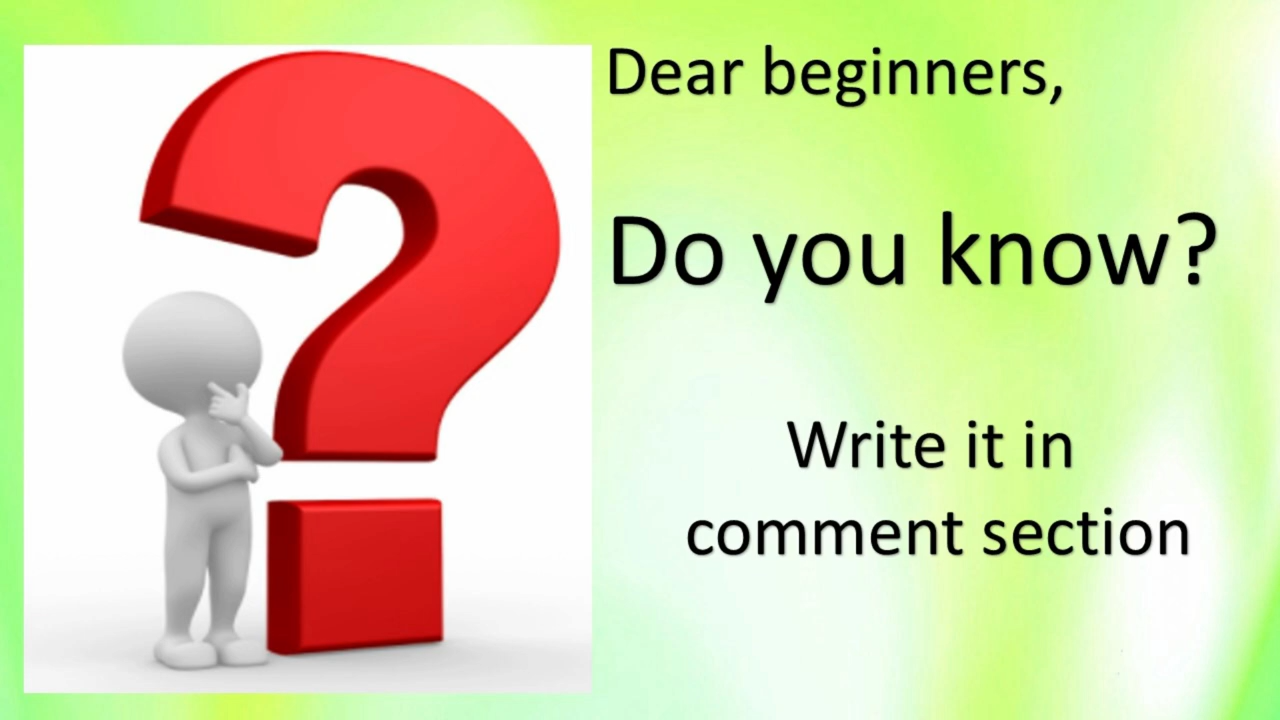 Dear beginners,
Do you know?
Write it in
comment section